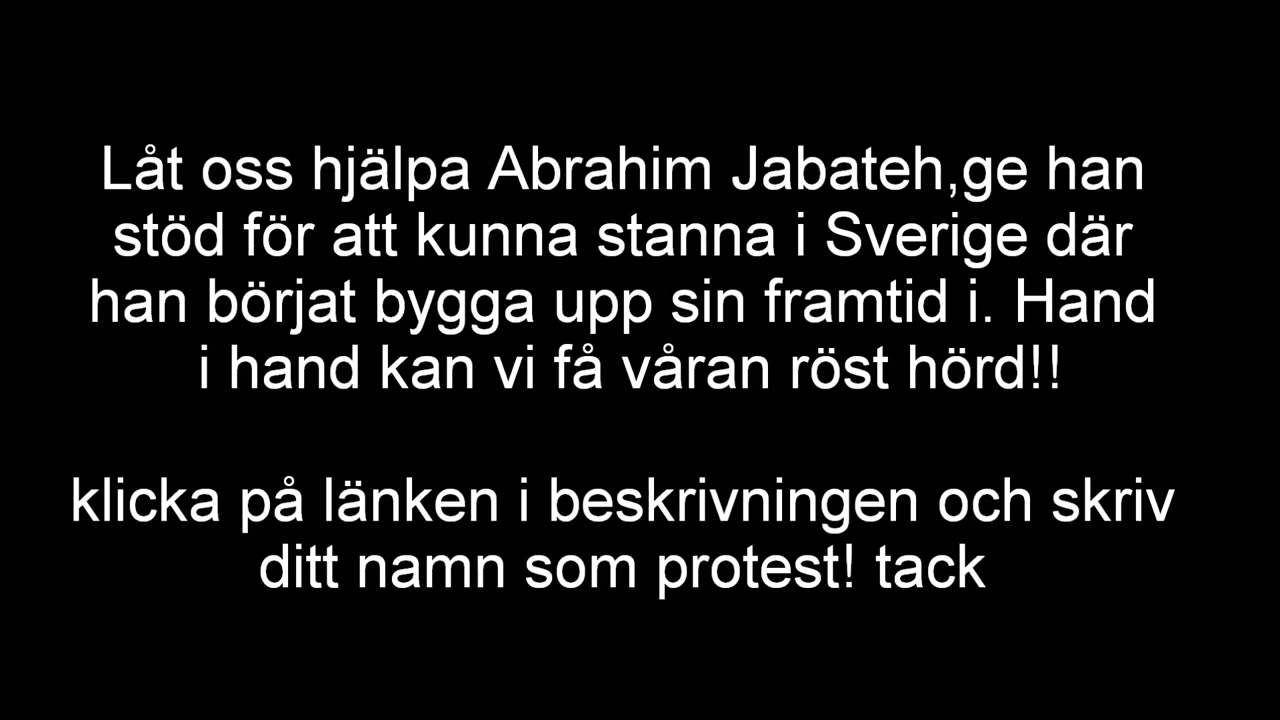 Låt oss hjälpa Abrahim Jabateh,ge han
stöd för att kunna stanna i Sverige där
han börjat bygga upp sin framtid i. Hand
i hand kan vi få våran röst hörd!!
klicka på länken i beskrivningen och skriv
ditt namn som protest! tack